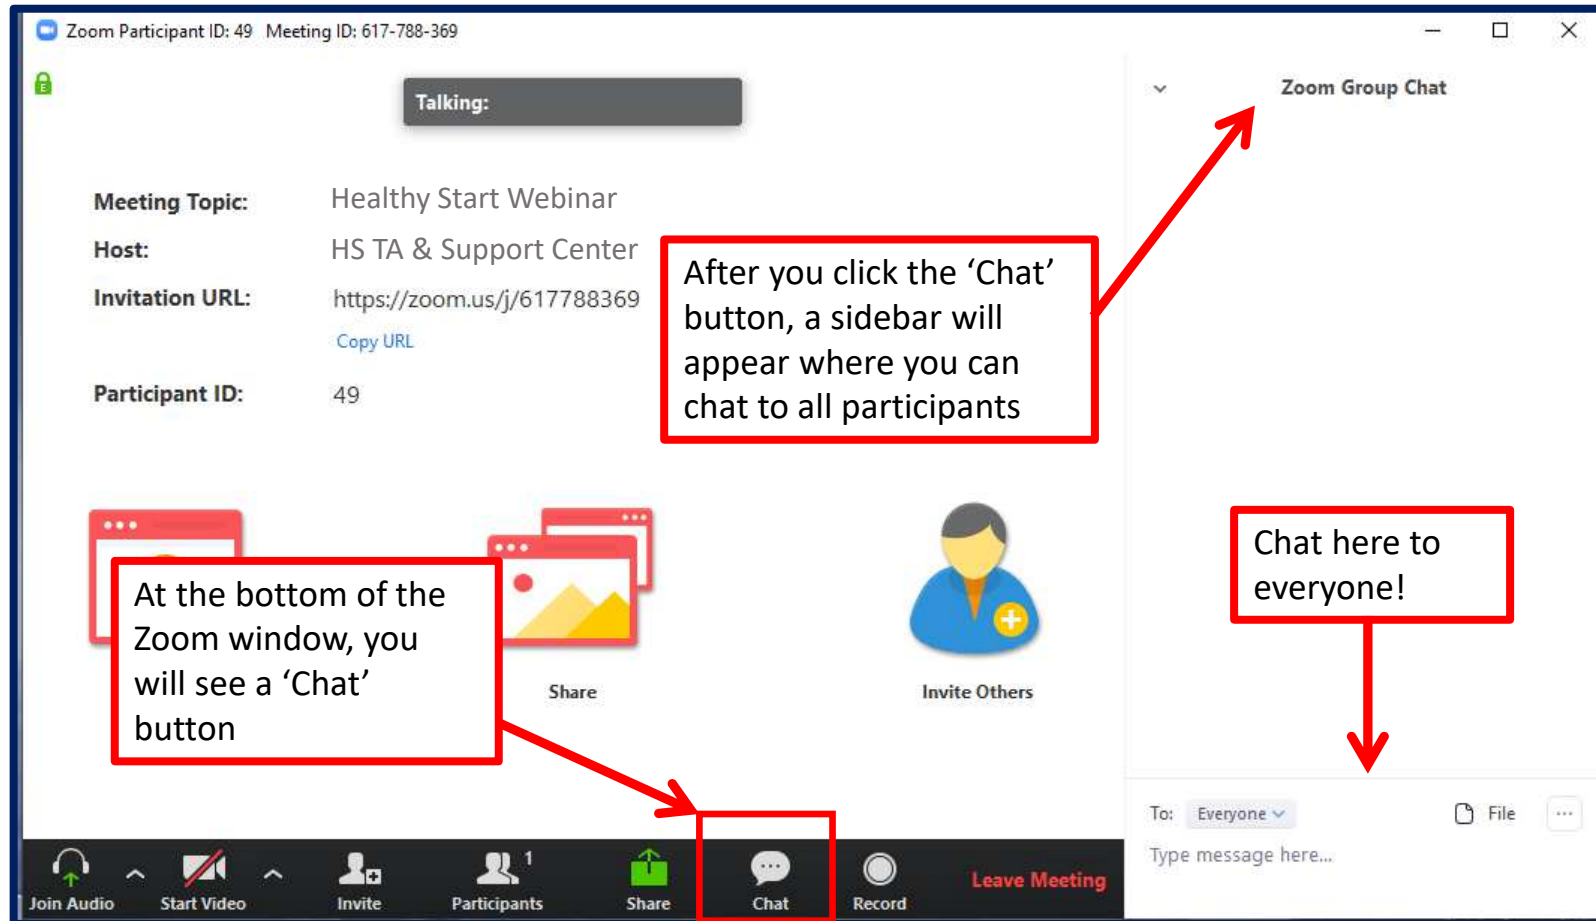 Zoom Participant ID: 49   Meeting ID: 617-788-369
Talking:
Zoom Group Chat
Meeting Topic: Healthy Start Webinar
Host: HS TA & Support Center
Invitation URL: https://zoom.us/j/617788369
Copy URL
Participant ID: 49
After you click the ‘Chat’
button, a sidebar will
appear where you can
chat to all participants
At the bottom of the
Zoom window, you
will see a ‘Chat’
button
Share
Invite Others
Chat here to
everyone!
To: Everyone
File
Type message here...
Join Audio
Start Video
Invite
Participants
1
Share
Chat
Record
Leave Meeting